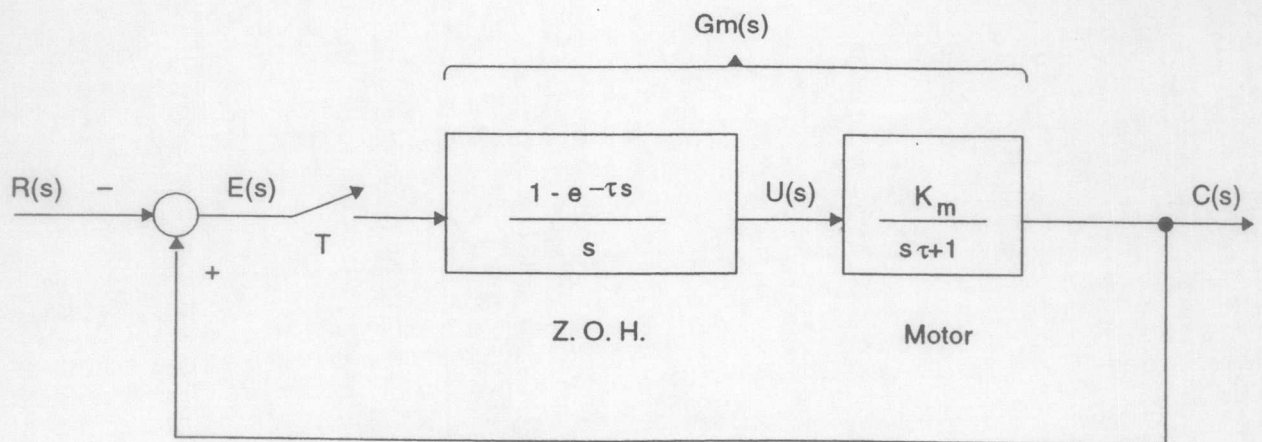 Gm(s)
R(s) − E(s) T + 
1 - e^{-τs}
s
U(s)
K_m
sτ+1
C(s)
Z. O. H.
Motor